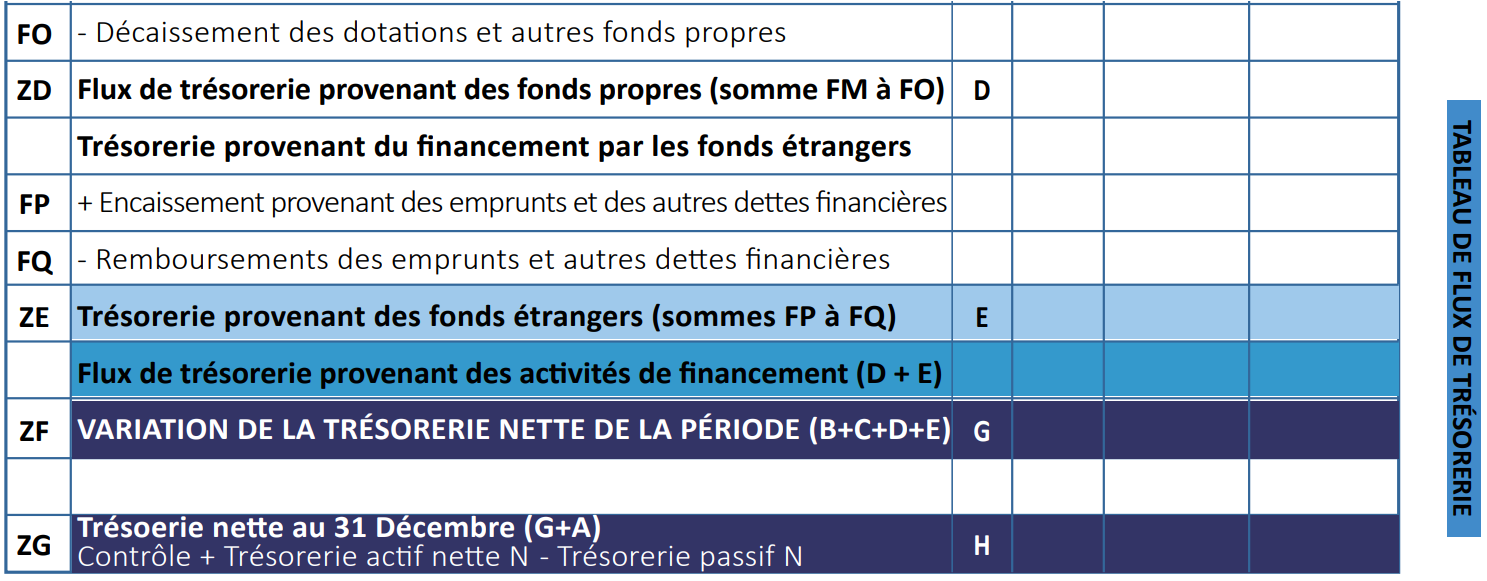 FO - Décaissement des dotations et autres fonds propres
ZD Flux de trésorerie provenant des fonds propres (somme FM à FO) D
Trésorerie provenant du financement par les fonds étrangers
FP + Encaissement provenant des emprunts et des autres dettes financières
FQ - Remboursements des emprunts et autres dettes financières
ZE Trésorerie provenant des fonds étrangers (sommes FP à FQ) E
Flux de trésorerie provenant des activités de financement (D + E)
ZF VARIATION DE LA TRÉSORERIE NETTE DE LA PÉRIODE (B+C+D+E) G
ZG Trésoerie nette au 31 Décembre (G+A) H
Contrôle + Trésorerie actif nette N - Trésorerie passif N
TABLEAU DE FLUX DE TRÉSORERIE